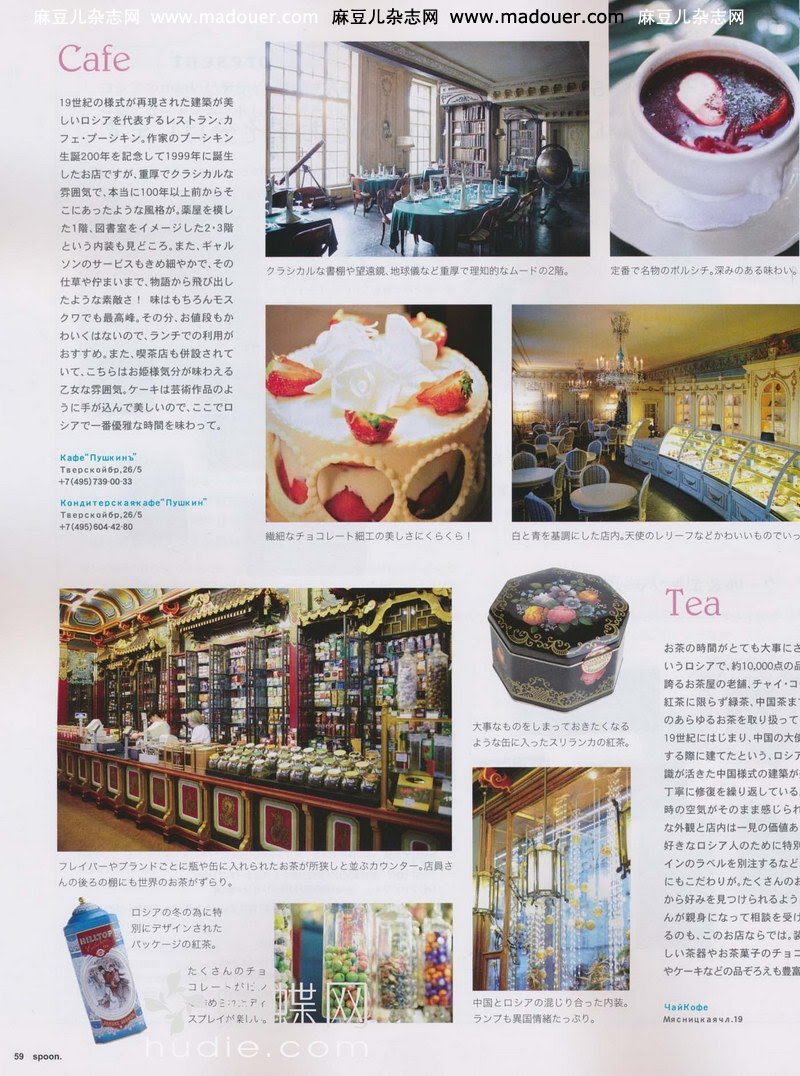 麻豆儿杂志网 www.madouer.com 麻豆儿杂志网 www.madouer.com 麻豆儿杂志网
Cafe
19世紀の様式が再現された建築が美
しいロシアを代表するレストラン、カ
フェ・プーシキン。作家のプーシキン
生誕200年を記念して1999年に誕生
したお店ですが、重厚でクラシカルな
雰囲気で、本当に100年以上前からそ
こにあったような風格が。薬屋を模し
た1階、図書室をイメージした2・3階
という内装も見どころ。また、ギャル
ソンのサービスもきめ細やかで、その
仕草や佇まいまで、物語から飛び出し
たような素敵さ! 味はもちろんモス
クワでも最高峰。その分、お値段もか
わいくはないので、ランチでの利用が
おすすめ。また、喫茶店も併設されて
いて、こちらはお姫様気分が味わえる
乙女な雰囲気。ケーキは芸術作品のよ
うに手が込んで美しいので、ここでロ
シアで一番優雅な時間を味わって。
Кафе"Пушкинъ"
Тверскойбр,26/5
+7(495)739-00-33
Кондитерская-кафе"Пушкин"
Тверскойбр,26/5
+7(495)604-42-80
クラシカルな書棚や望遠鏡、地球儀など重厚で理知的なムードの2階。
定番で名物のボルシチ。深みのある味わい。
繊細なチョコレート細工の美しさにくらくら!
白と青を基調にした店内。天使のレリーフなどかわいいものでいっ
フレイバーやブランドごとに瓶や缶に入れられたお茶が所狭しと並ぶカウンター。店員さ
んの後ろの棚にも世界のお茶がずらり。
大事なものをしまっておきたくなる
ような缶に入ったスリランカの紅茶。
Tea
お茶の時間がとても大事にさ
いうロシアで、約10,000点の品
誇るお茶屋の老舗、チャイ・コ
紅茶に限らず緑茶、中国茶ま
のあらゆるお茶を取り扱って
19世紀にはじまり、中国の大使
する際に建てたという、ロシア
識が活きた中国様式の建築が
丁寧に修復を繰り返している
時の空気がそのまま感じられ
な外観と店内は一見の価値あ
好きなロシア人のために特別
インのラベルを別注するなど
にもこだわりが。たくさんのお
から好みを見つけられるよう
んが親身になって相談を受け
るのも、このお店ならでは。装
しい茶器やお茶菓子のチョコ
やケーキなどの品ぞろえも豊富
ЧайКофе
Мясницкаячл.19
HILLTOP
ロシアの冬の為に特
別にデザインされた
パッケージの紅茶。
たくさんのチョ
コレートがビン
められたディ
スプレイが楽しい。
中国とロシアの混じり合った内装。
ランプも異国情緒たっぷり。
蝶网
hudie.com
59 spoon.